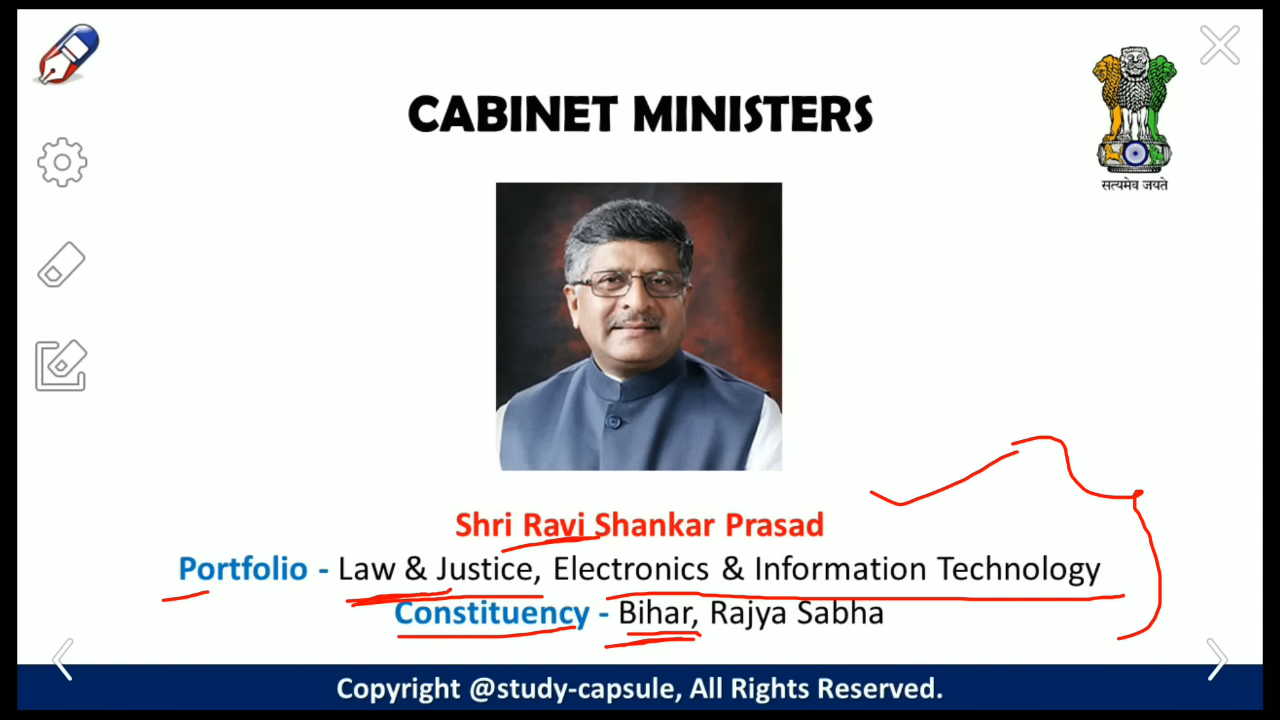 CABINET MINISTERS
सत्यमेव जयते
Shri Ravi Shankar Prasad
Portfolio - Law & Justice, Electronics & Information Technology
Constituency - Bihar, Rajya Sabha
Copyright @study-capsule, All Rights Reserved.